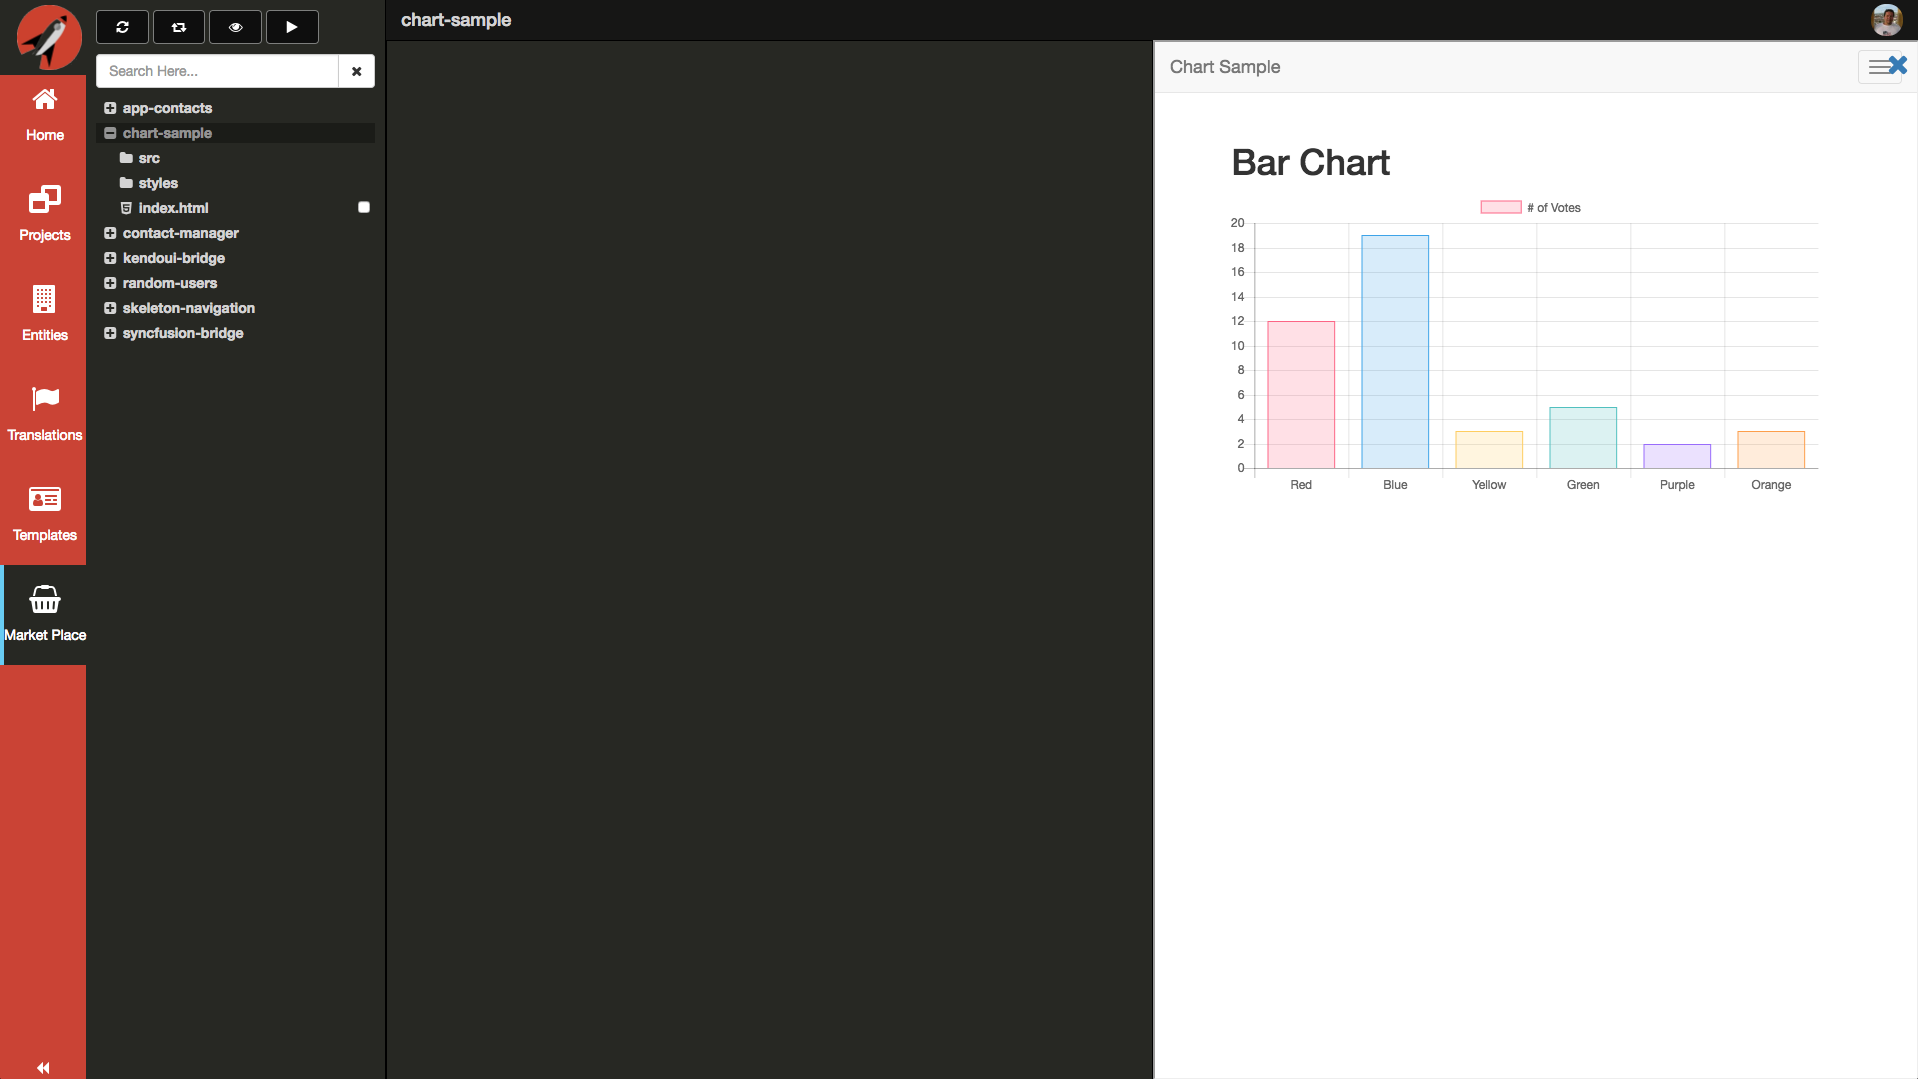 chart-sample
Search Here...
Home
Projects
Entities
Translations
Templates
Market Place
app-contacts
chart-sample
src
styles
index.html
contact-manager
kendoui-bridge
random-users
skeleton-navigation
syncfusion-bridge
Chart Sample
Bar Chart
# of Votes
20
18
16
14
12
10
8
6
4
2
0
Red Blue Yellow Green Purple Orange